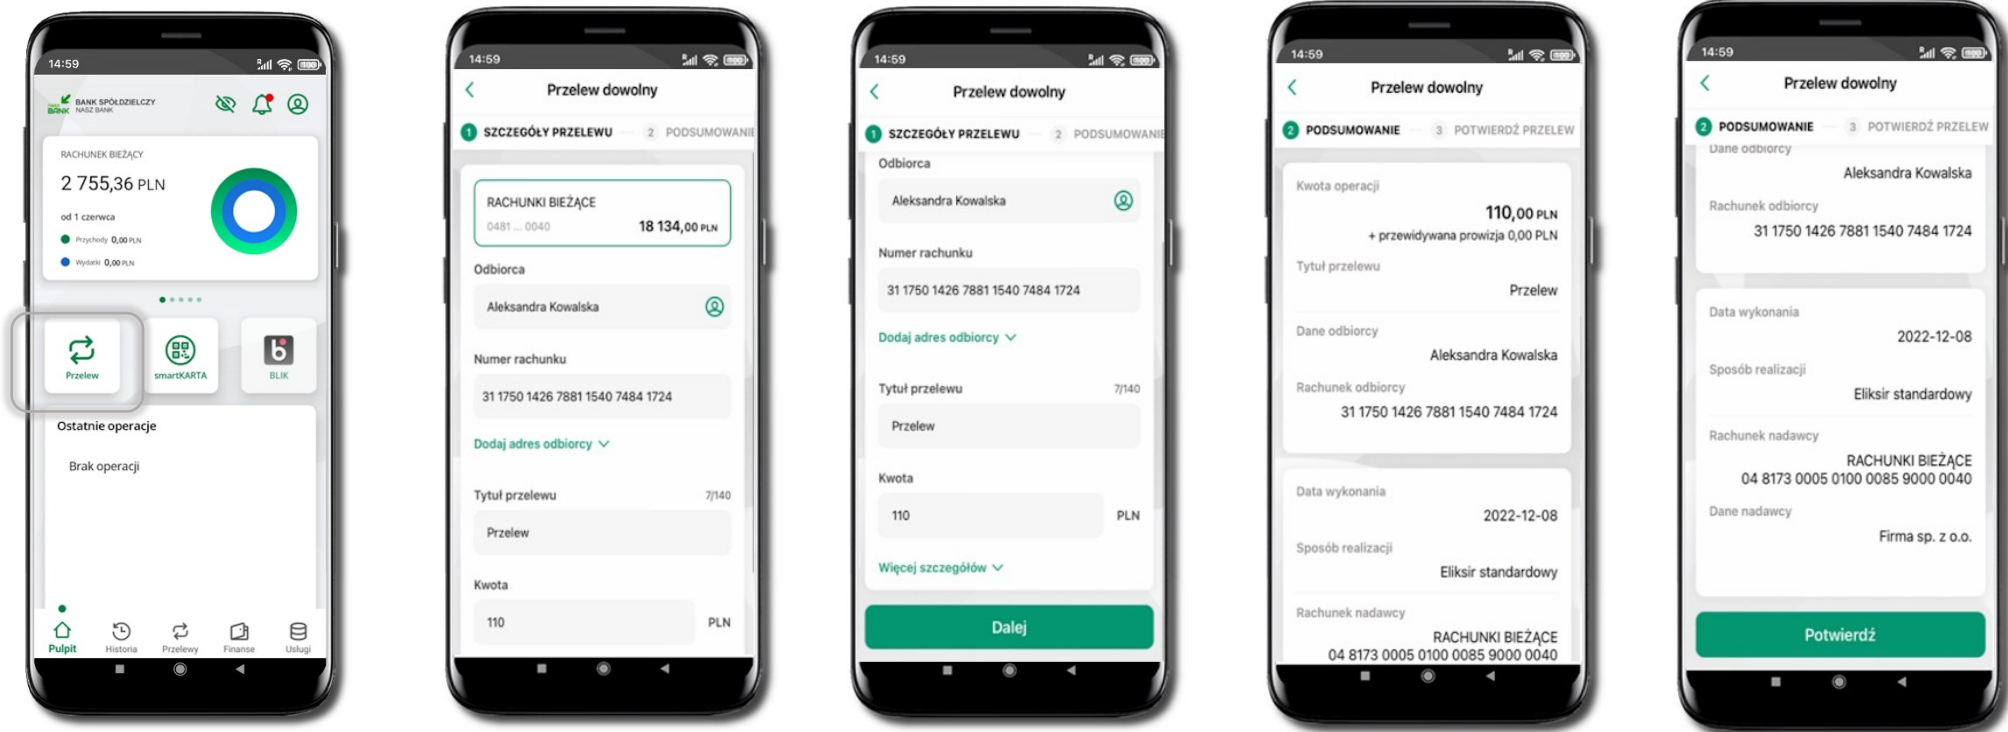 14:59
BANK SPÓŁDZIELCZY
NASZ BANK
BANK
RACHUNEK BIEŻĄCY
2 755,36 PLN
od 1 czerwca
Przychody 0,00 PLN
Wydatki 0,00 PLN
Przelew
smartKARTA
BLIK
Ostatnie operacje
Brak operacji
Pulpit
Historia
Przelewy
Finanse
Usługi
14:59
Przelew dowolny
1 SZCZEGÓŁY PRZELEWU 2 PODSUMOWANIE
RACHUNKI BIEŻĄCE
0481 ... 0040 18 134,00 PLN
Odbiorca
Aleksandra Kowalska
Numer rachunku
31 1750 1426 7881 1540 7484 1724
Dodaj adres odbiorcy
Tytuł przelewu 7/140
Przelew
Kwota
110 PLN
14:59
Przelew dowolny
1 SZCZEGÓŁY PRZELEWU 2 PODSUMOWANIE
Odbiorca
Aleksandra Kowalska
Numer rachunku
31 1750 1426 7881 1540 7484 1724
Dodaj adres odbiorcy
Tytuł przelewu 7/140
Przelew
Kwota
110 PLN
Więcej szczegółów
Dalej
14:59
Przelew dowolny
2 PODSUMOWANIE 3 POTWIERDŹ PRZELEW
Kwota operacji
110,00 PLN
+ przewidywana prowizja 0,00 PLN
Tytuł przelewu
Przelew
Dane odbiorcy
Aleksandra Kowalska
Rachunek odbiorcy
31 1750 1426 7881 1540 7484 1724
Data wykonania
2022-12-08
Sposób realizacji
Eliksir standardowy
Rachunek nadawcy
RACHUNKI BIEŻĄCE
04 8173 0005 0100 0085 9000 0040
14:59
Przelew dowolny
2 PODSUMOWANIE 3 POTWIERDŹ PRZELEW
Dane odbiorcy
Aleksandra Kowalska
Rachunek odbiorcy
31 1750 1426 7881 1540 7484 1724
Data wykonania
2022-12-08
Sposób realizacji
Eliksir standardowy
Rachunek nadawcy
RACHUNKI BIEŻĄCE
04 8173 0005 0100 0085 9000 0040
Dane nadawcy
Firma sp. z o.o.
Potwierdź